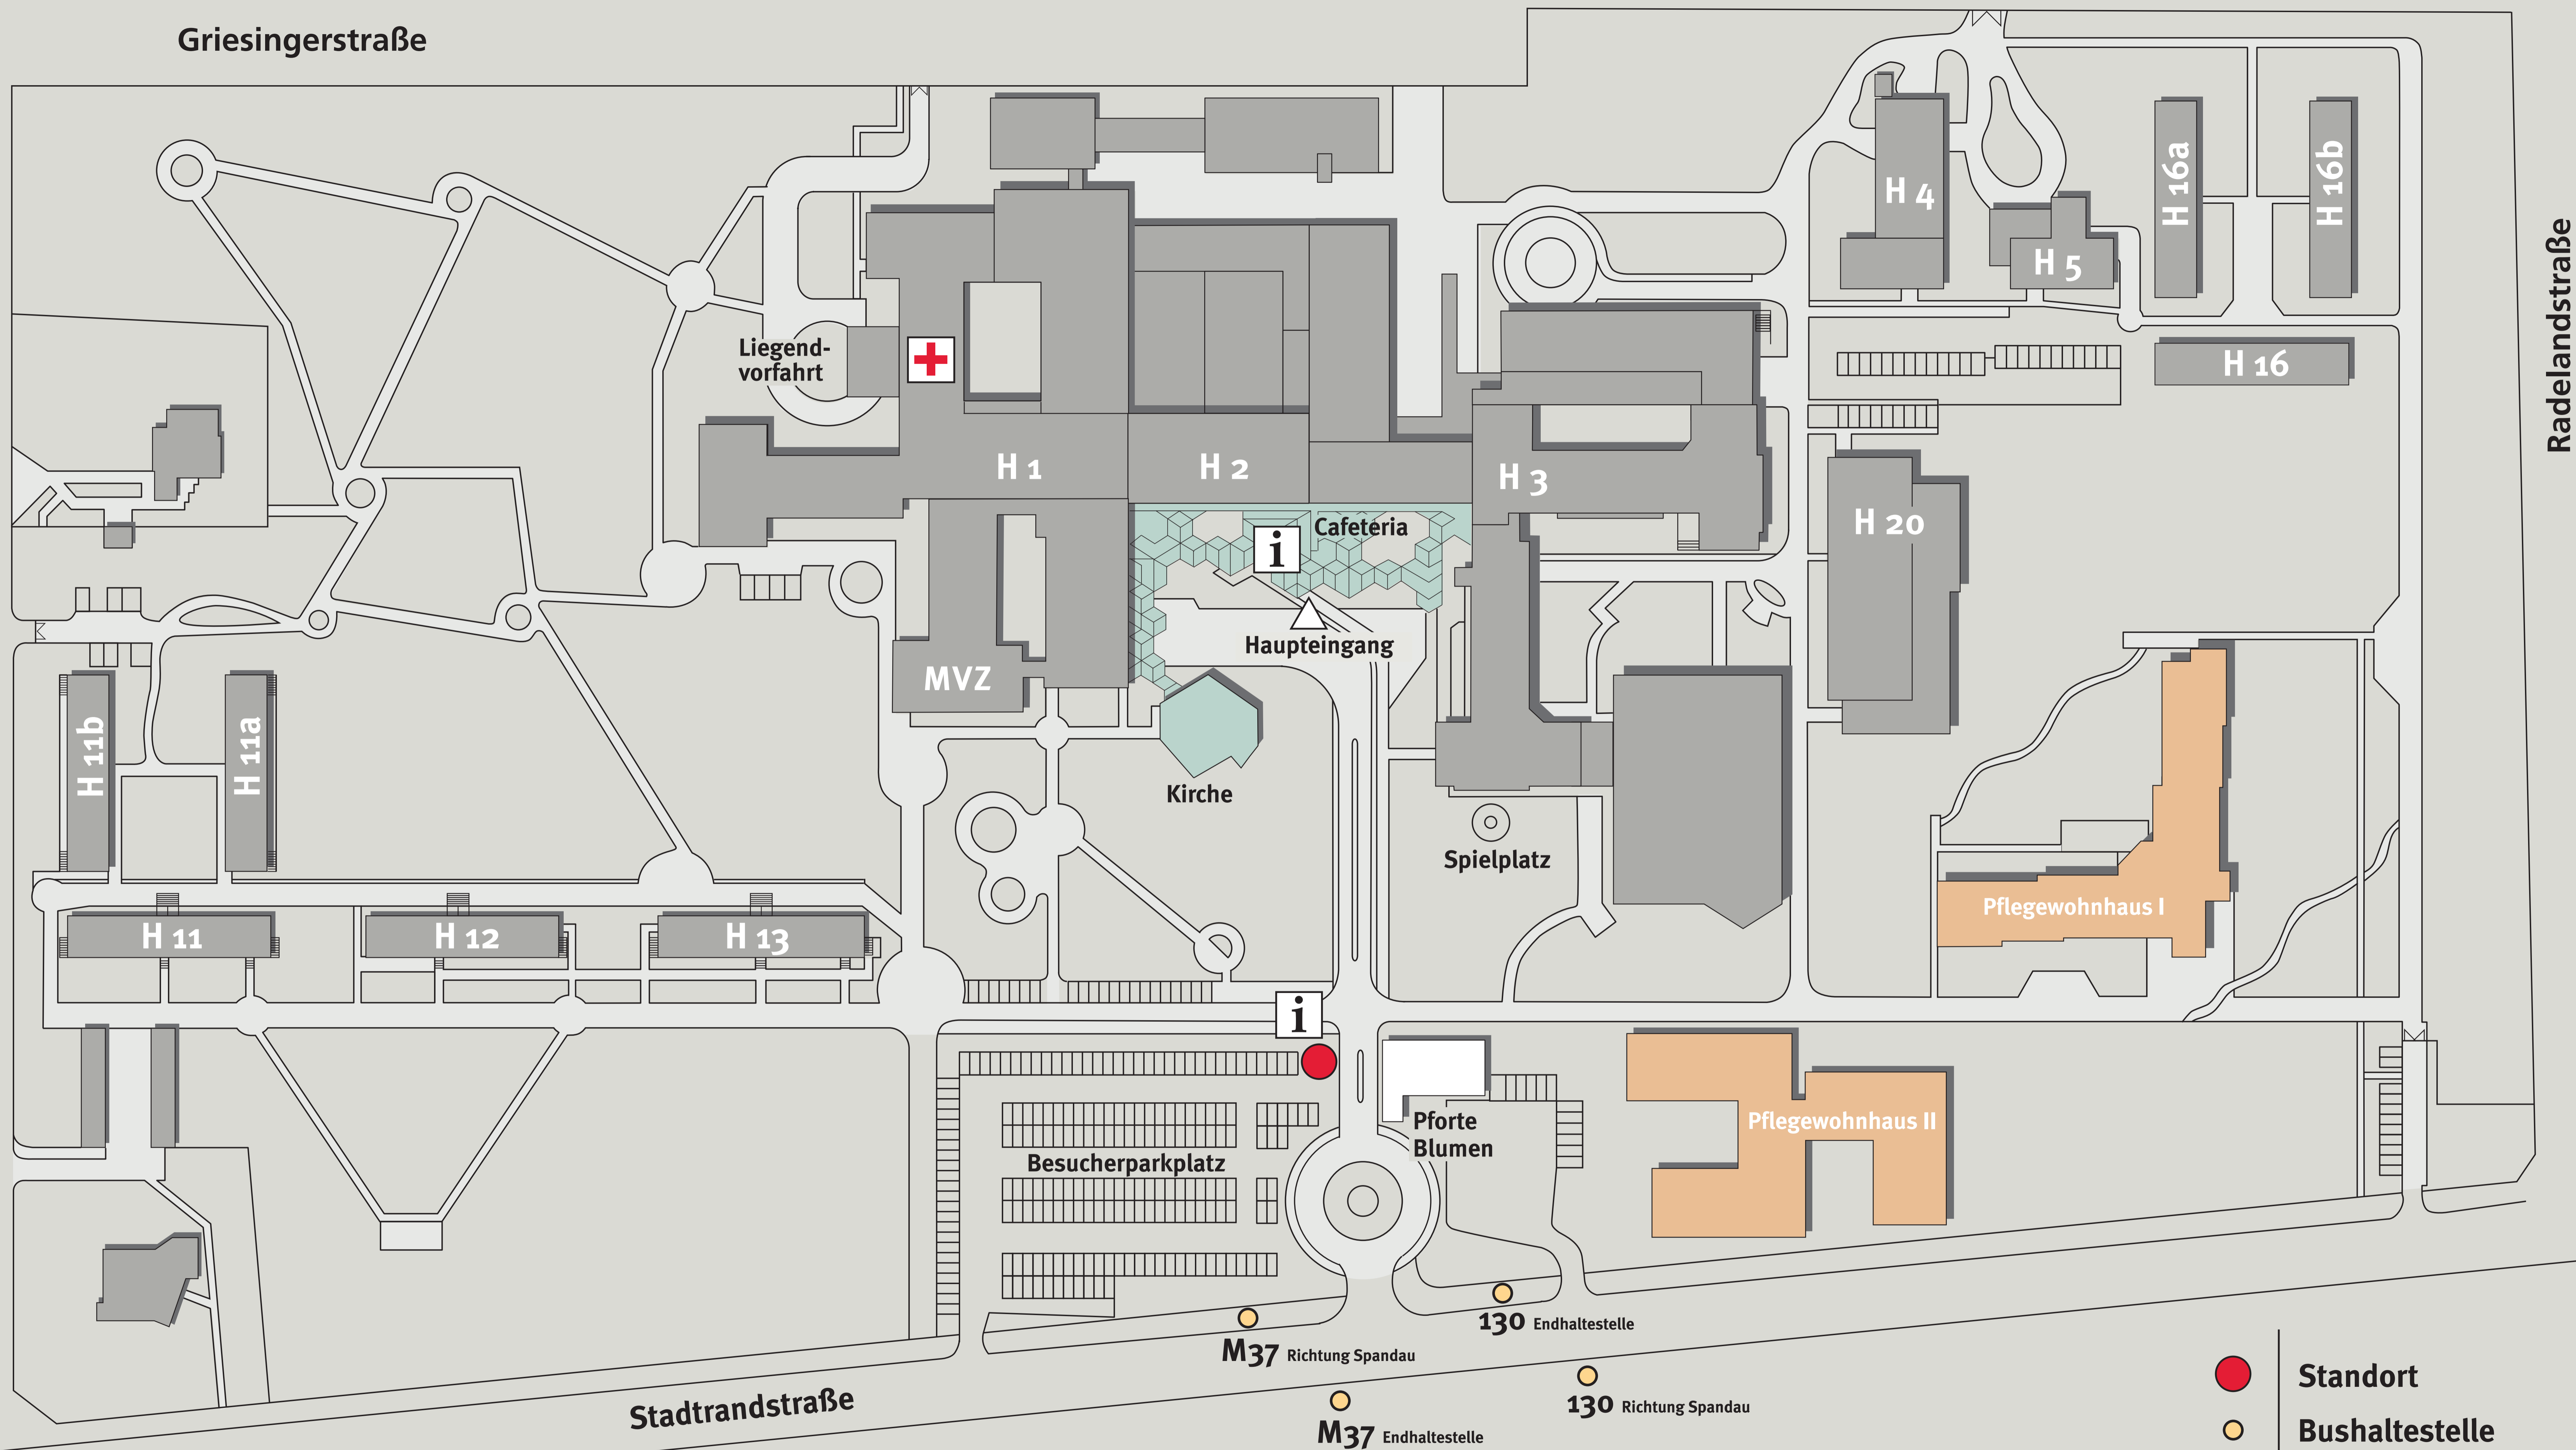 Griesingerstraße
Radelandstraße
H 4
H 16a
H 16b
H 5
Liegend-
vorfahrt
H 16
H 1
H 2
H 3
Cafeteria
i
H 20
Haupteingang
MVZ
H 11b
H 11a
Kirche
Spielplatz
Pflegewohnhaus I
H 11
H 12
H 13
i
Pforte
Blumen
Pflegewohnhaus II
Besucherparkplatz
130 Endhaltestelle
M37 Richtung Spandau
Stadtrandstraße
130 Richtung Spandau
M37 Endhaltestelle
Standort
Bushaltestelle